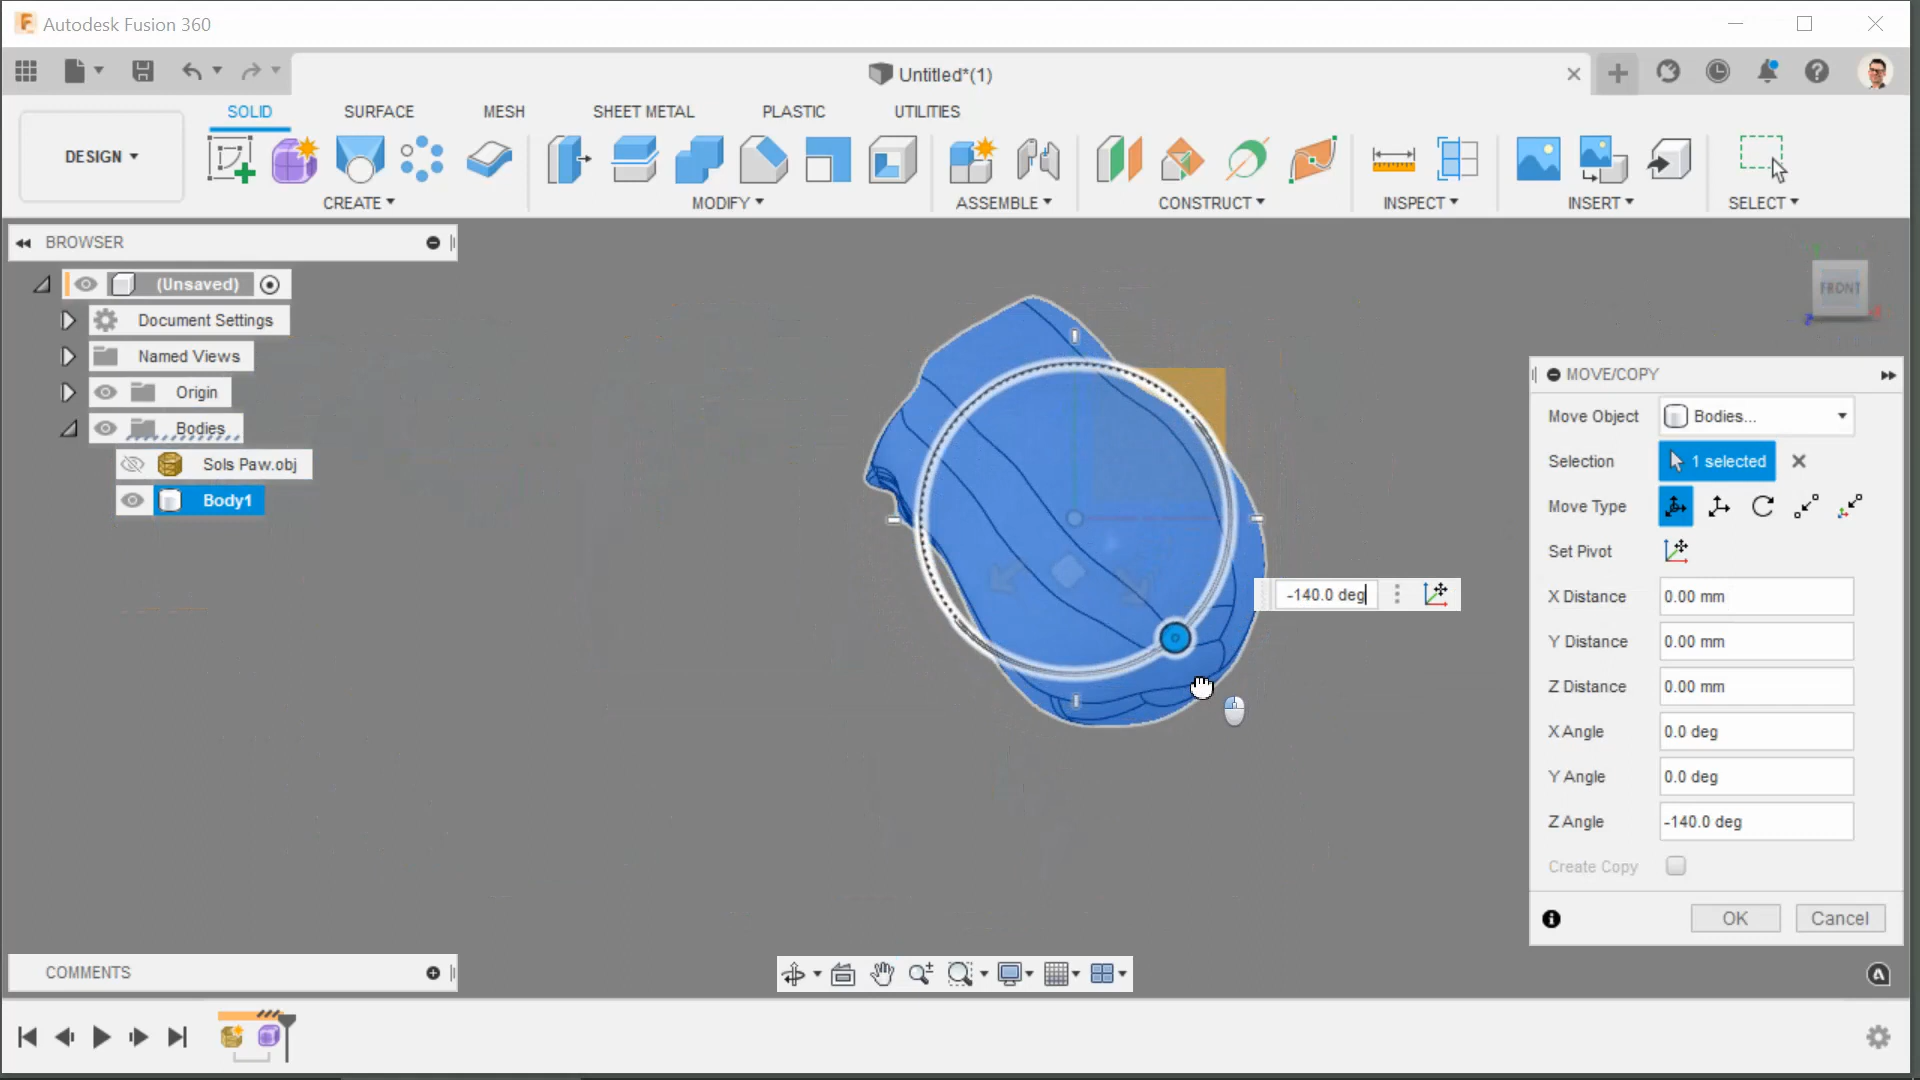 Autodesk Fusion 360
Untitled*(1)
SOLID SURFACE MESH SHEET METAL PLASTIC UTILITIES
DESIGN
CREATE MODIFY ASSEMBLE CONSTRUCT INSPECT INSERT SELECT
BROWSER
(Unsaved)
Document Settings
Named Views
Origin
Bodies
Sols Paw.obj
Body1
FRONT
-140.0 deg
MOVE/COPY
Move Object Bodies...
Selection 1 selected
Move Type
Set Pivot
X Distance 0.00 mm
Y Distance 0.00 mm
Z Distance 0.00 mm
X Angle 0.0 deg
Y Angle 0.0 deg
Z Angle -140.0 deg
Create Copy
OK Cancel
COMMENTS